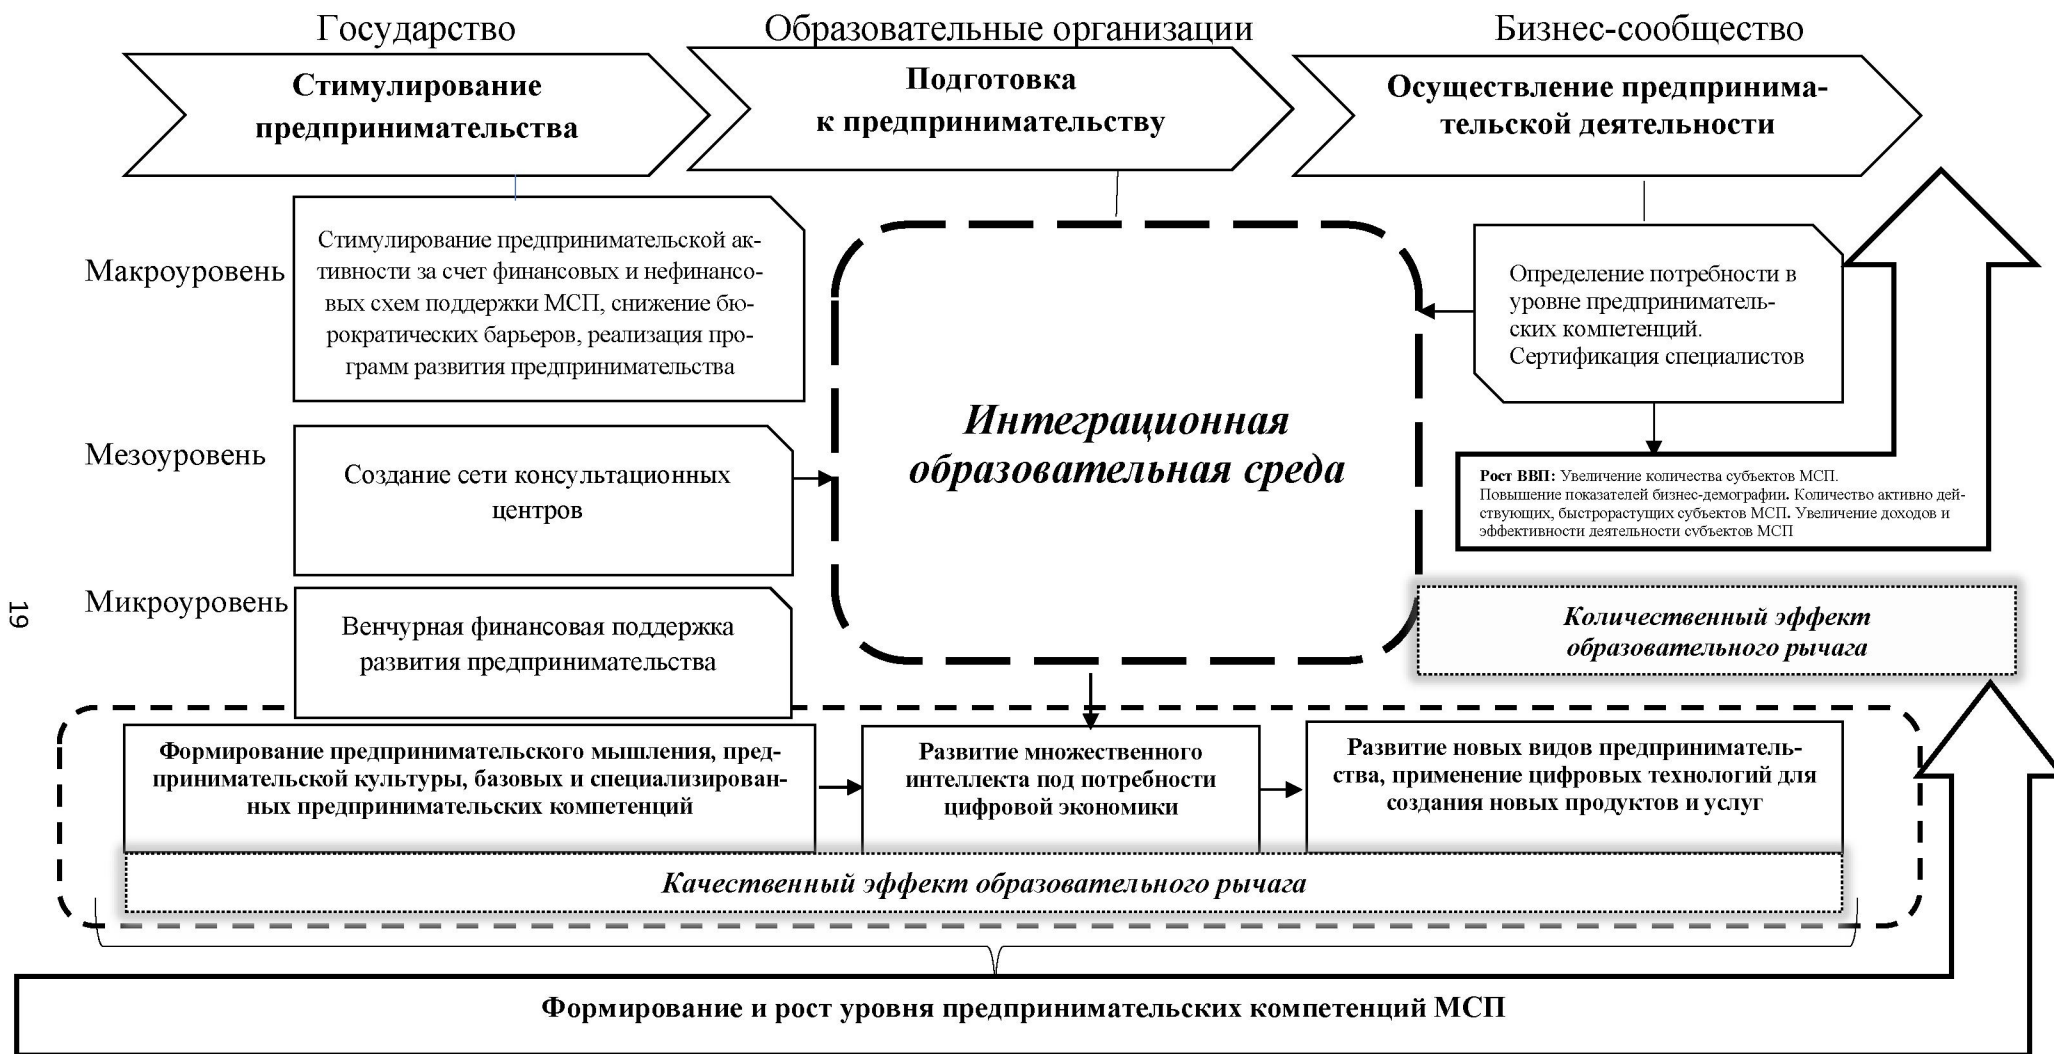 Государство
Образовательные организации
Бизнес-сообщество
Стимулирование
предпринимательства
Подготовка
к предпринимательству
Осуществление предпринима-
тельской деятельности
Макроуровень
Стимулирование предпринимательской ак-
тивности за счет финансовых и нефинансо-
вых схем поддержки МСП, снижение бю-
рократических барьеров, реализация про-
грамм развития предпринимательства
Мезоуровень
Создание сети консультационных
центров
Микроуровень
Венчурная финансовая поддержка
развития предпринимательства
Интеграционная
образовательная среда
Определение потребности в
уровне предприниматель-
ских компетенций.
Сертификация специалистов
Рост ВВП: Увеличение количества субъектов МСП.
Повышение показателей бизнес-демографии. Количество активно дей-
ствующих, быстрорастущих субъектов МСП. Увеличение доходов и
эффективности деятельности субъектов МСП
Количественный эффект
образовательного рычага
Формирование предпринимательского мышления, пред-
принимательской культуры, базовых и специализирован-
ных предпринимательских компетенций
Развитие множественного
интеллекта под потребности
цифровой экономики
Развитие новых видов предприниматель-
ства, применение цифровых технологий для
создания новых продуктов и услуг
Качественный эффект образовательного рычага
Формирование и рост уровня предпринимательских компетенций МСП
19